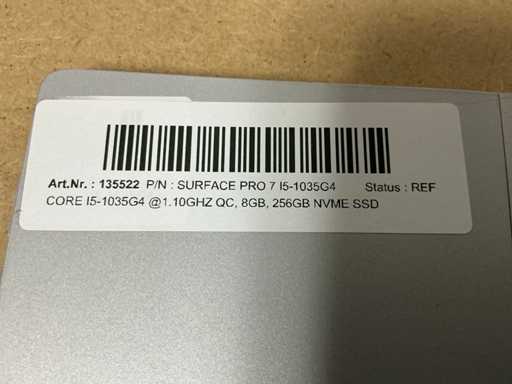 Art.Nr. : 135522 P/N : SURFACE PRO 7 I5-1035G4 Status : REF
CORE I5-1035G4 @1.10GHZ QC, 8GB, 256GB NVME SSD